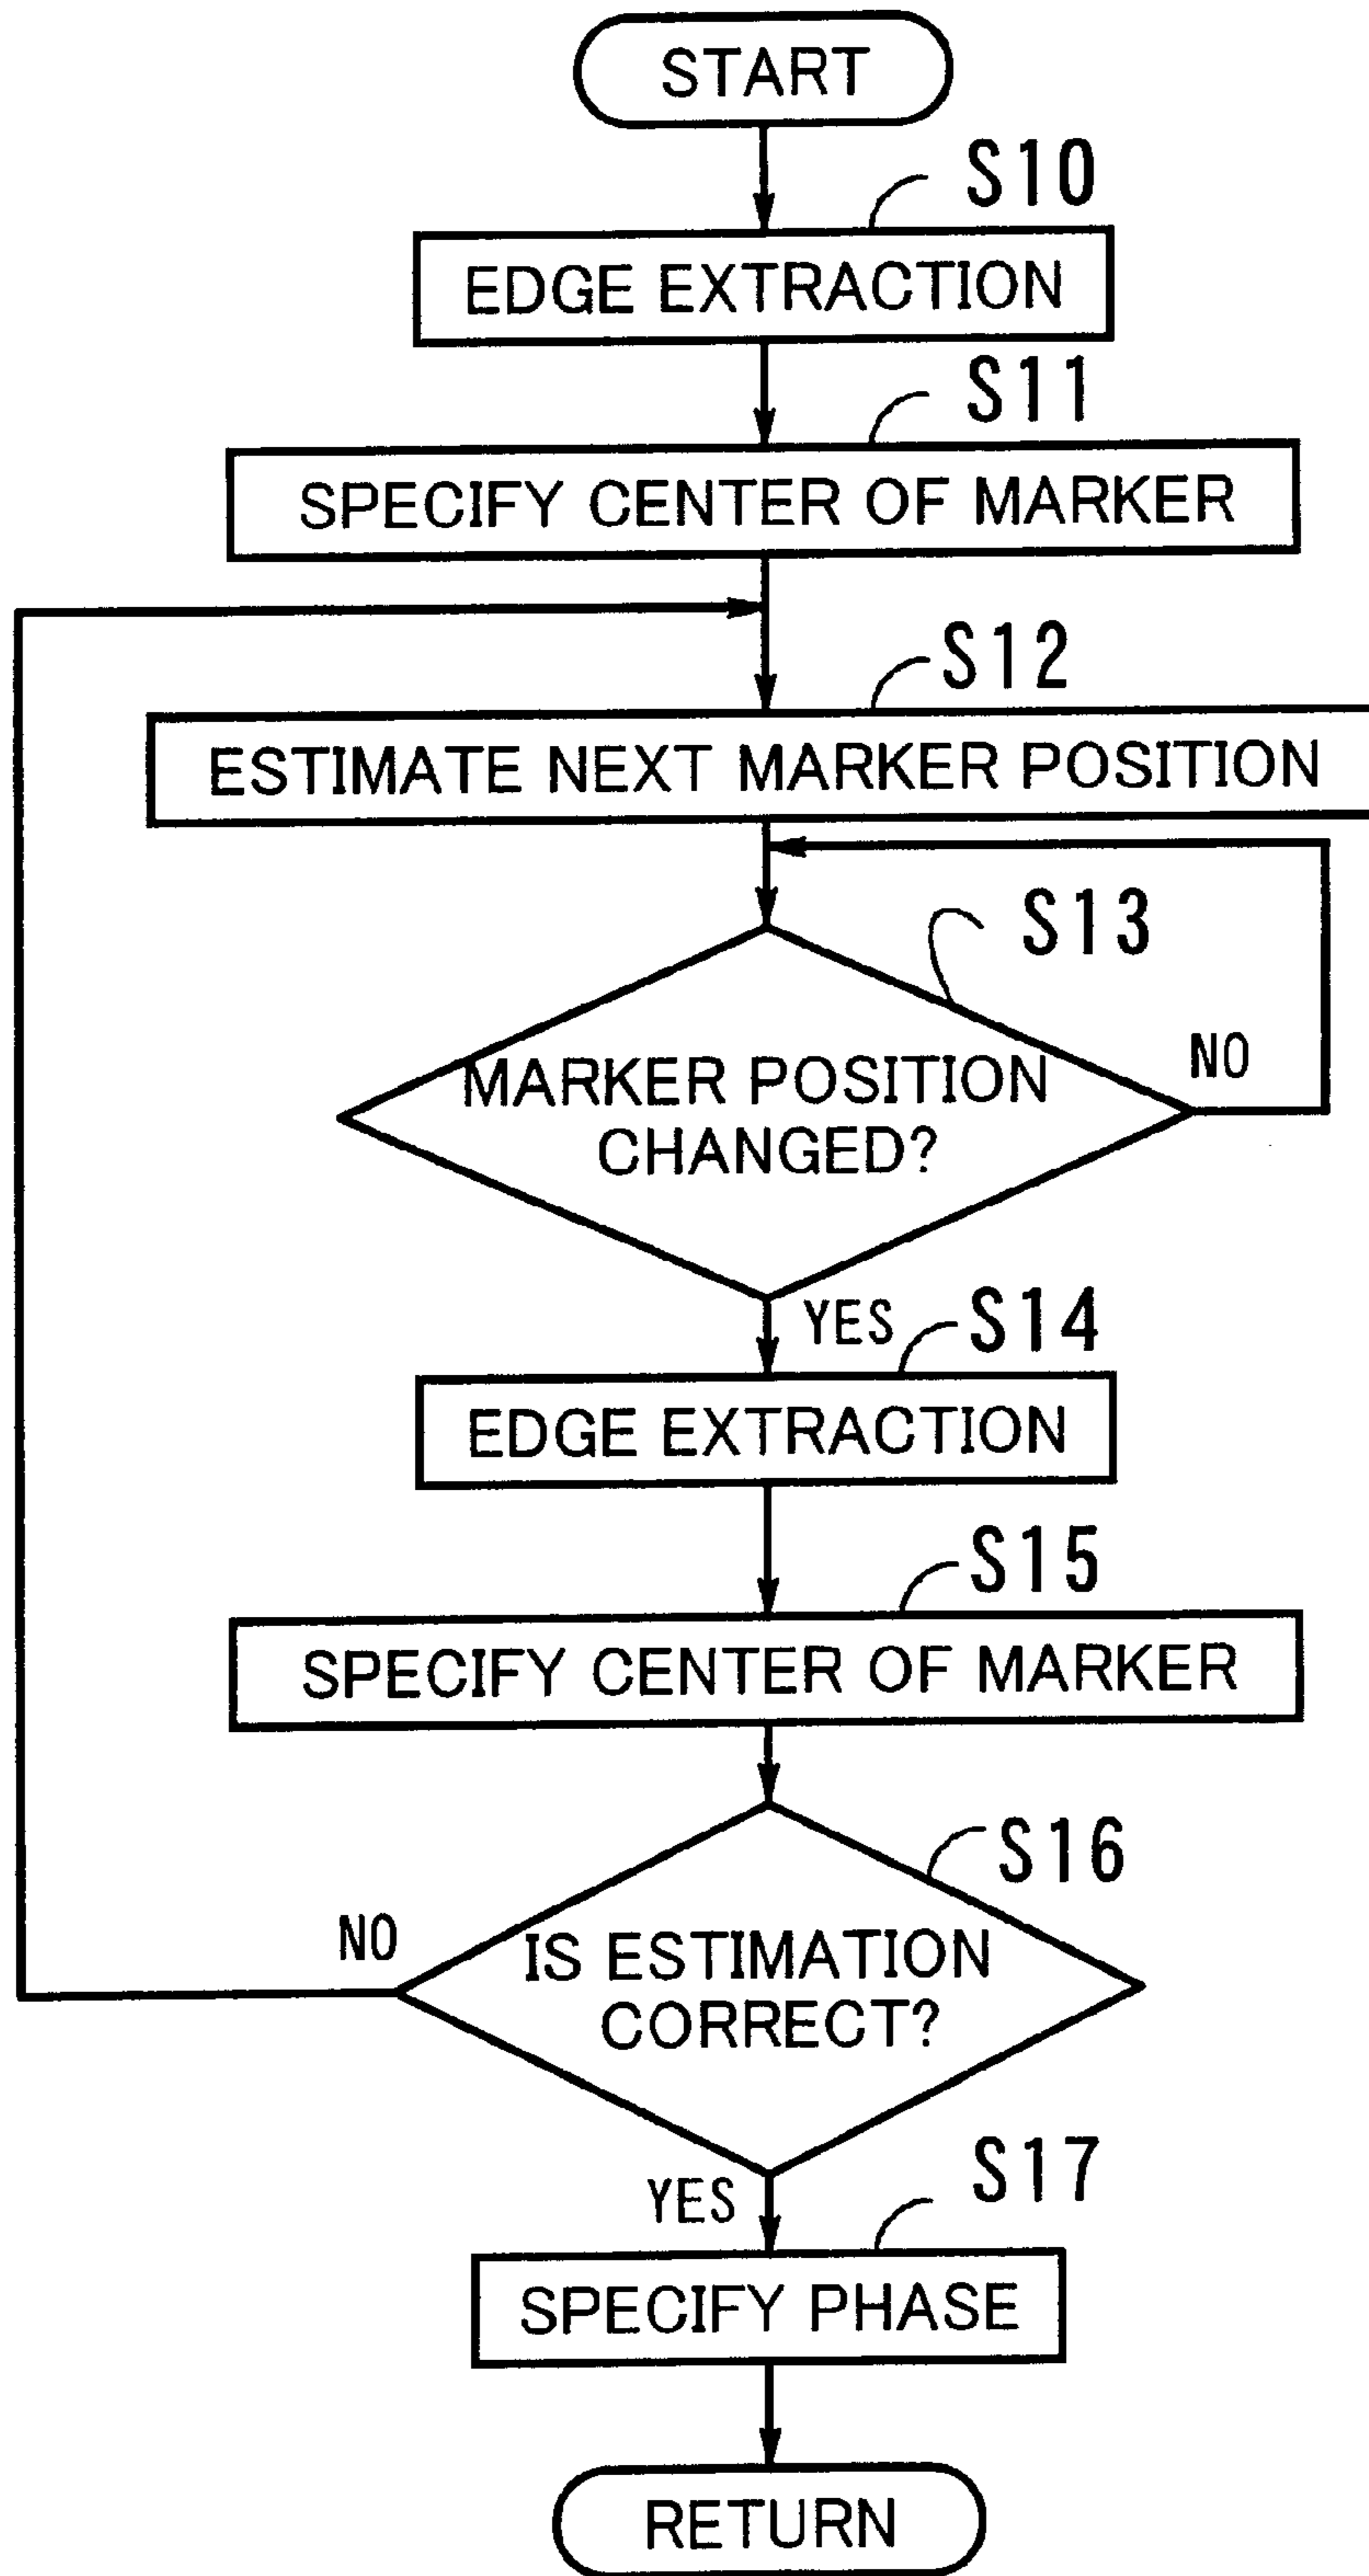 START
S10
EDGE EXTRACTION
S11
SPECIFY CENTER OF MARKER
S12
ESTIMATE NEXT MARKER POSITION
S13
MARKER POSITION
CHANGED?
NO
YES
S14
EDGE EXTRACTION
S15
SPECIFY CENTER OF MARKER
S16
IS ESTIMATION
CORRECT?
NO
YES
S17
SPECIFY PHASE
RETURN